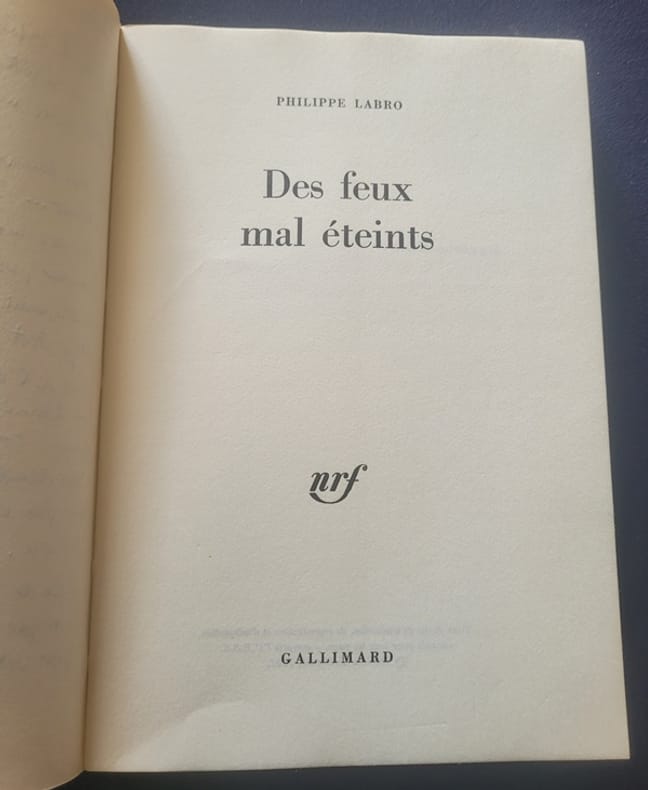 PHILIPPE LABRO
Des feux
mal éteints
nrf
GALLIMARD